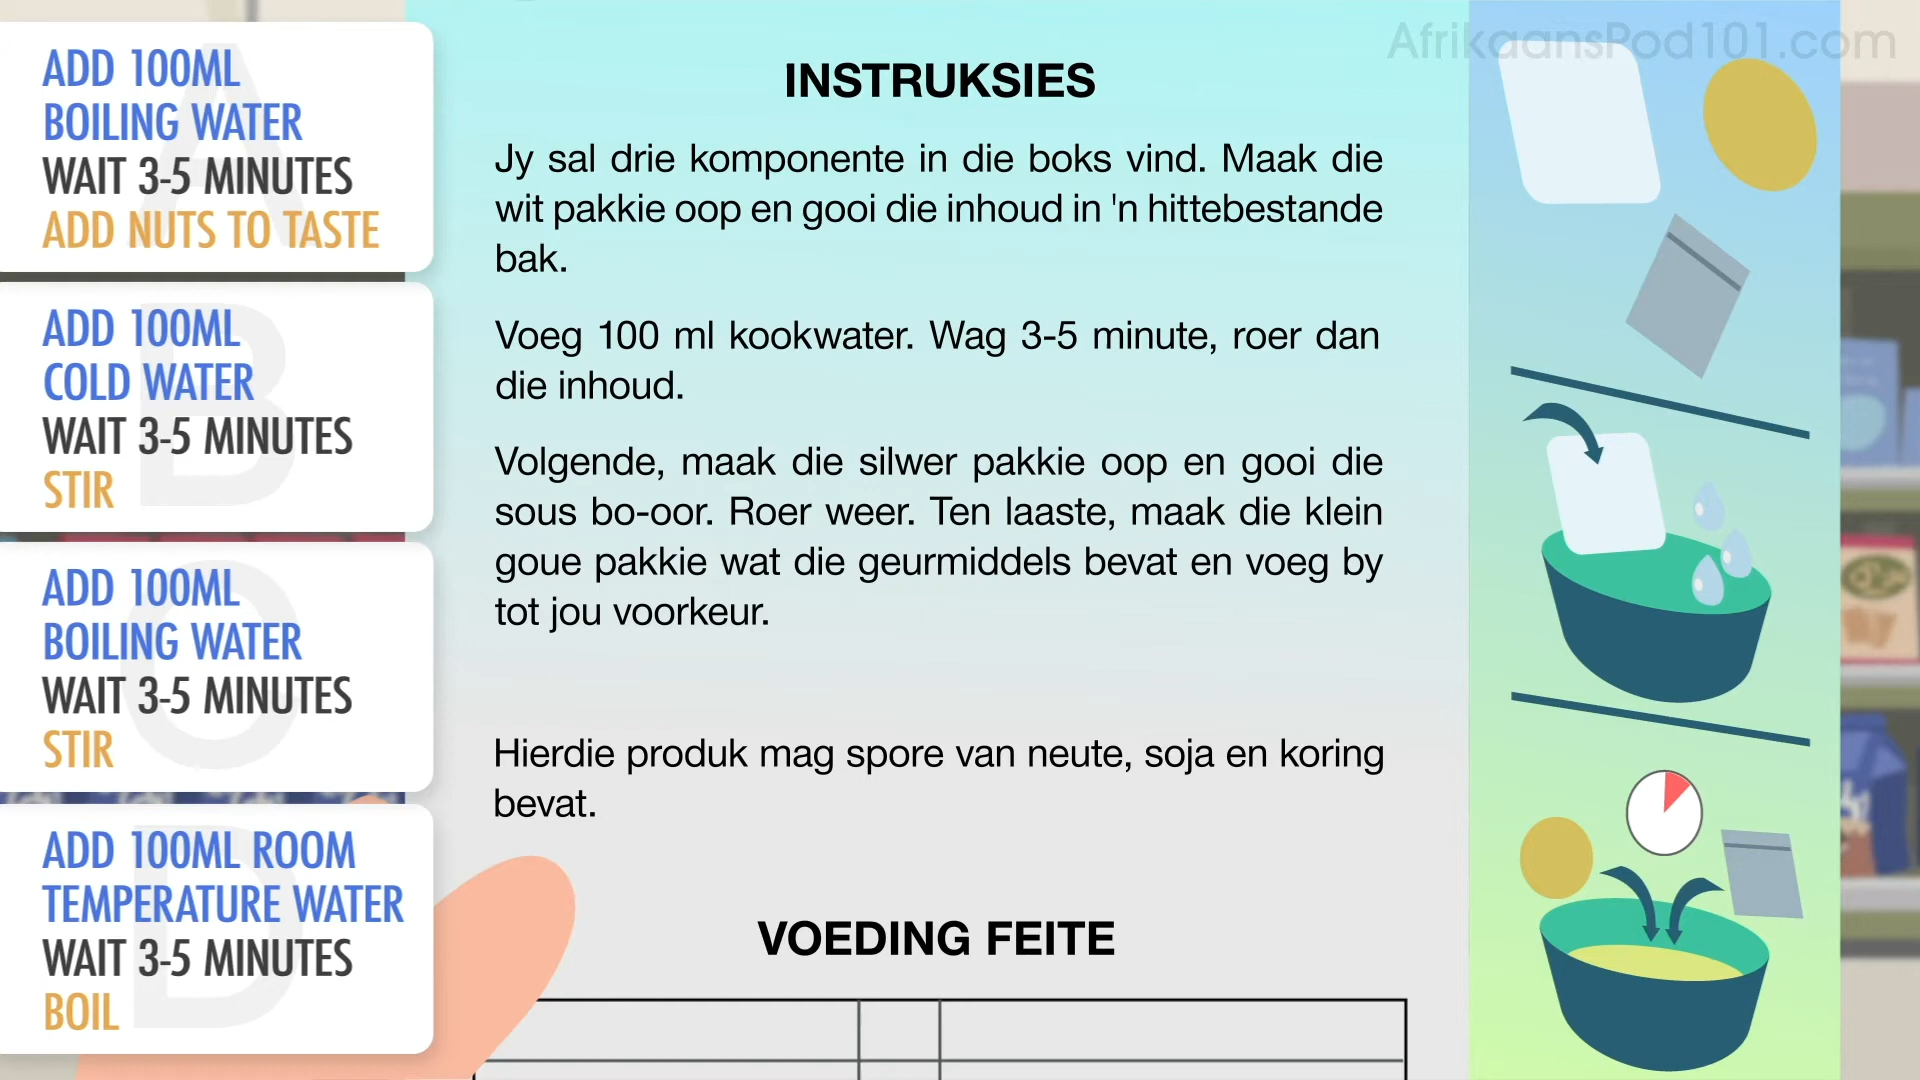 AfrikaansPod101.com
ADD 100ML
BOILING WATER
WAIT 3-5 MINUTES
ADD NUTS TO TASTE
A
ADD 100ML
COLD WATER
WAIT 3-5 MINUTES
STIR
B
ADD 100ML
BOILING WATER
WAIT 3-5 MINUTES
STIR
C
ADD 100ML ROOM
TEMPERATURE WATER
WAIT 3-5 MINUTES
BOIL
D
INSTRUKSIES
Jy sal drie komponente in die boks vind. Maak die
wit pakkie oop en gooi die inhoud in 'n hittebestande
bak.
Voeg 100 ml kookwater. Wag 3-5 minute, roer dan
die inhoud.
Volgende, maak die silwer pakkie oop en gooi die
sous bo-oor. Roer weer. Ten laaste, maak die klein
goue pakkie wat die geurmiddels bevat en voeg by
tot jou voorkeur.
Hierdie produk mag spore van neute, soja en koring
bevat.
VOEDING FEITE